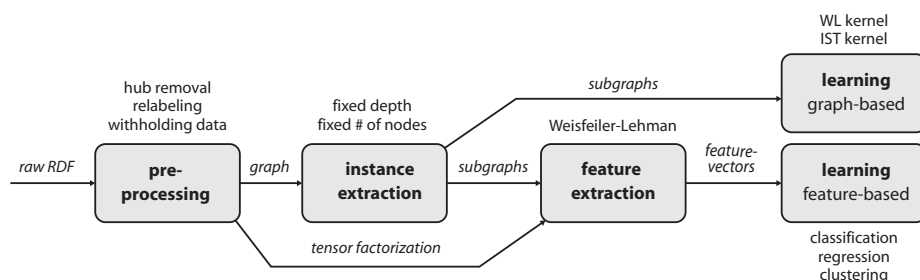 WL kernel
IST kernel
learning
graph-based
subgraphs
hub removal
relabeling
withholding data
fixed depth
fixed # of nodes
Weisfeiler-Lehman
raw RDF
pre-
processing
graph
instance
extraction
subgraphs
feature
extraction
feature-
vectors
learning
feature-based
tensor factorization
classification
regression
clustering